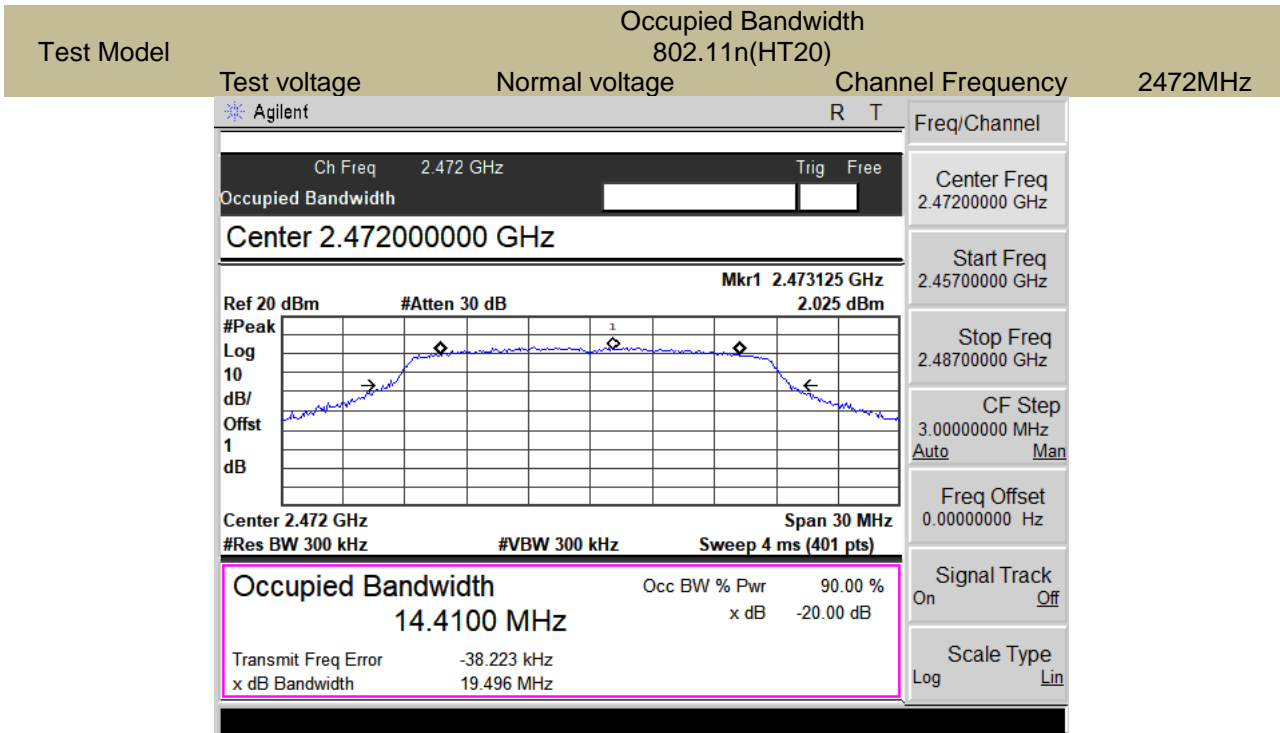 Occupied Bandwidth
Test Model 802.11n(HT20)
Test voltage Normal voltage Channel Frequency 2472MHz
Agilent R T
Freq/Channel
Ch Freq 2.472 GHz Trig Free
Occupied Bandwidth
Center 2.472000000 GHz
Mkr1 2.473125 GHz
Ref 20 dBm #Atten 30 dB 2.025 dBm
#Peak
Log
10
dB/
Offst
1
dB
1
Center 2.472 GHz Span 30 MHz
#Res BW 300 kHz #VBW 300 kHz Sweep 4 ms (401 pts)
Occupied Bandwidth Occ BW % Pwr 90.00 %
14.4100 MHz x dB -20.00 dB
Transmit Freq Error -38.223 kHz
x dB Bandwidth 19.496 MHz
Center Freq
2.47200000 GHz
Start Freq
2.45700000 GHz
Stop Freq
2.48700000 GHz
CF Step
3.00000000 MHz
Auto Man
Freq Offset
0.00000000 Hz
Signal Track
On Off
Scale Type
Log Lin